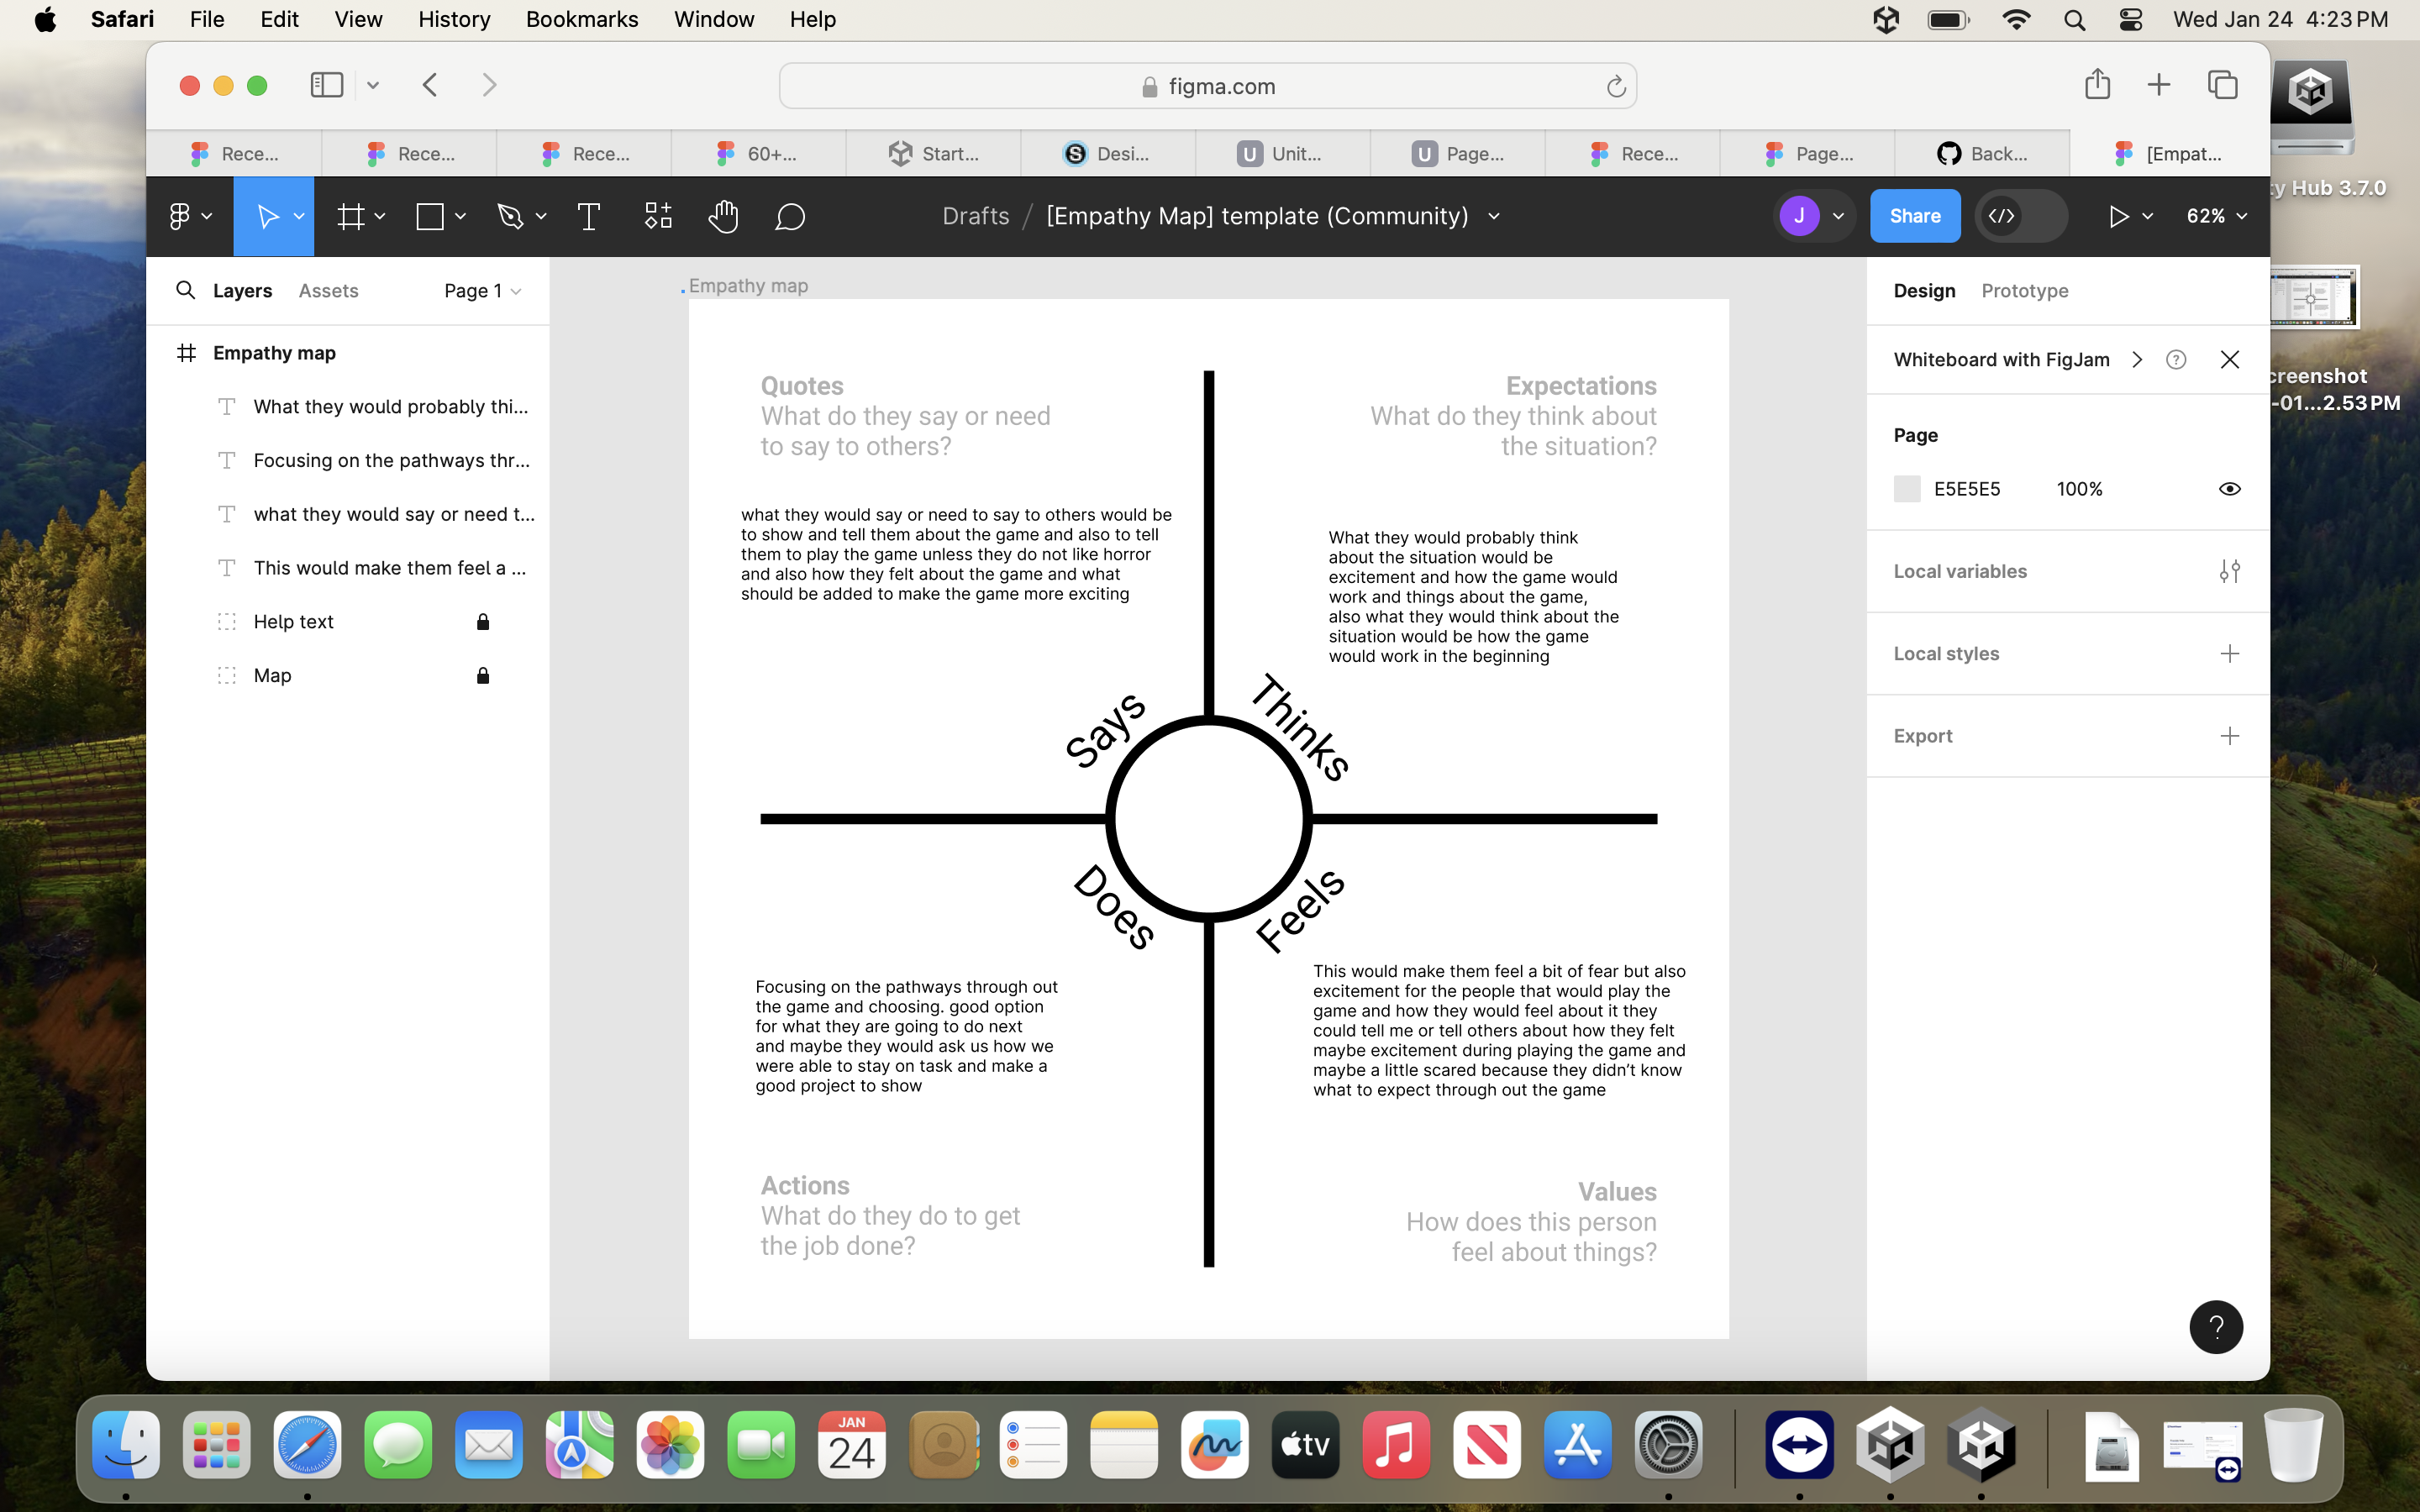 Safari File Edit View History Bookmarks Window Help Wed Jan 24 4:23 PM
figma.com
Rece... Rece... Rece... 60+... Start... Desi... Unit... Page... Rece... Page... Back... [Empat...
Drafts / [Empathy Map] template (Community) J Share 62%
Layers Assets Page 1
Empathy map
What they would probably thi...
Focusing on the pathways thr...
what they would say or need t...
This would make them feel a ...
Help text
Map
Empathy map
Quotes
What do they say or need
to say to others?
Expectations
What do they think about
the situation?
what they would say or need to say to others would be
to show and tell them about the game and also to tell
them to play the game unless they do not like horror
and also how they felt about the game and what
should be added to make the game more exciting
What they would probably think
about the situation would be
excitement and how the game would
work and things about the game,
also what they would think about the
situation would be how the game
would work in the beginning
Says
Thinks
Does
Feels
Focusing on the pathways through out
the game and choosing. good option
for what they are going to do next
and maybe they would ask us how we
were able to stay on task and make a
good project to show
This would make them feel a bit of fear but also
excitement for the people that would play the
game and how they would feel about it they
could tell me or tell others about how they felt
maybe excitement during playing the game and
maybe a little scared because they didn't know
what to expect through out the game
Actions
What do they do to get
the job done?
Values
How does this person
feel about things?
Design Prototype
Whiteboard with FigJam
Page
E5E5E5 100%
Local variables
Local styles
Export
?
ty Hub 3.7.0
creenshot
-01...2.53 PM
JAN
24
tv